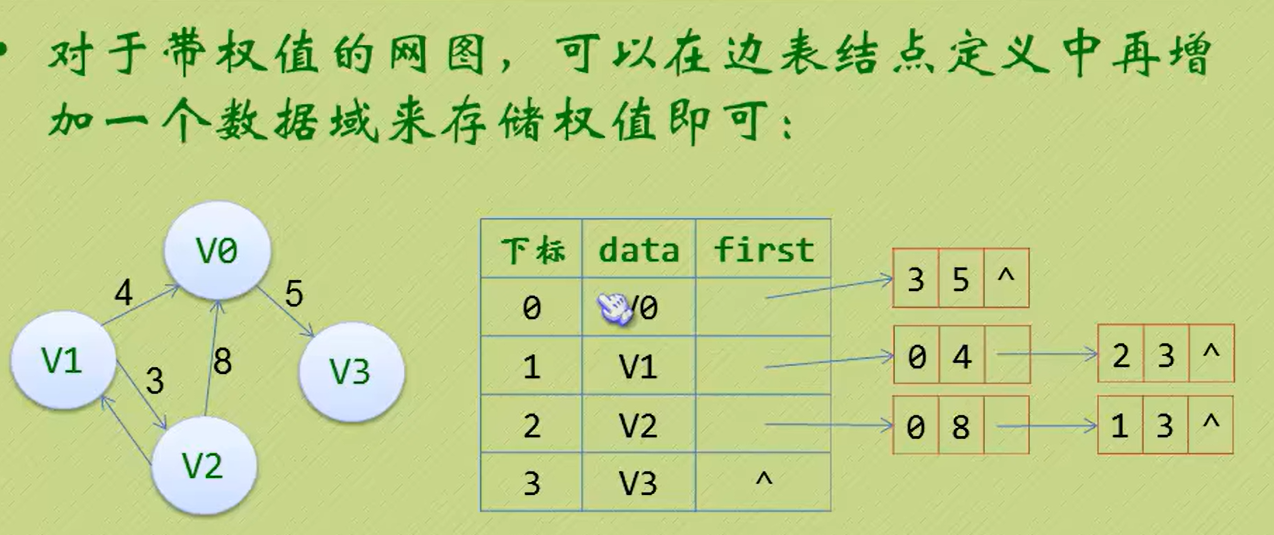 • 对于带权值的网图，可以在边表结点定义中再增
加一个数据域来存储权值即可：
V0
4
5
V1
3
8
V3
V2
下标 data first
0 V0
3 5 ^
1 V1
0 4
2 3 ^
2 V2
0 8
1 3 ^
3 V3 ^